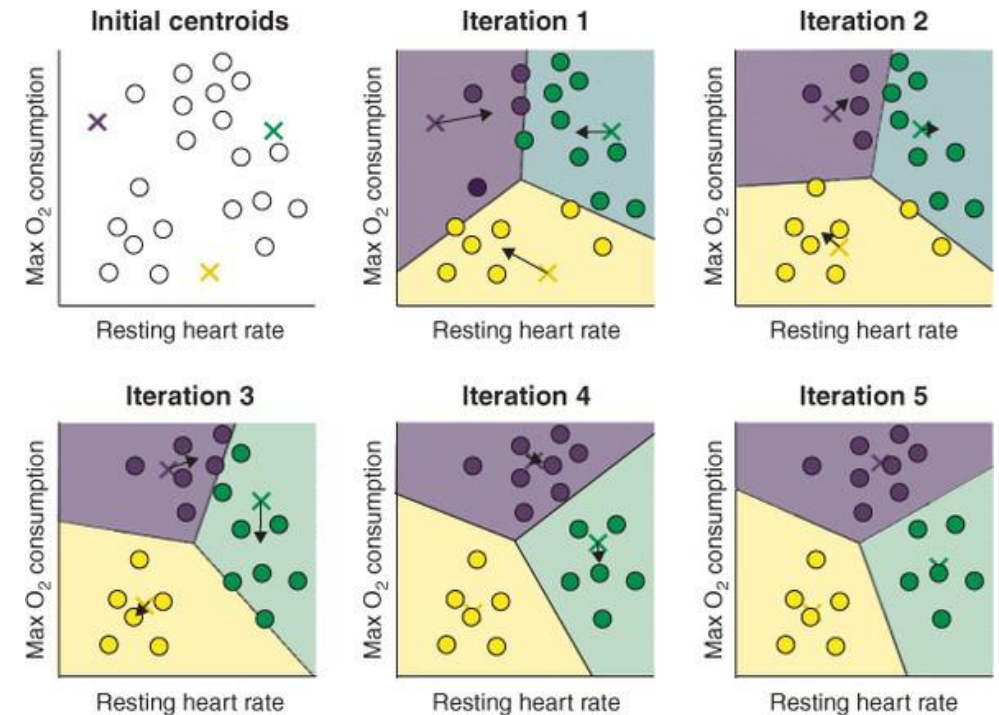 Initial centroids
Max O₂ consumption
Resting heart rate
Iteration 1
Max O₂ consumption
Resting heart rate
Iteration 2
Max O₂ consumption
Resting heart rate
Iteration 3
Max O₂ consumption
Resting heart rate
Iteration 4
Max O₂ consumption
Resting heart rate
Iteration 5
Max O₂ consumption
Resting heart rate